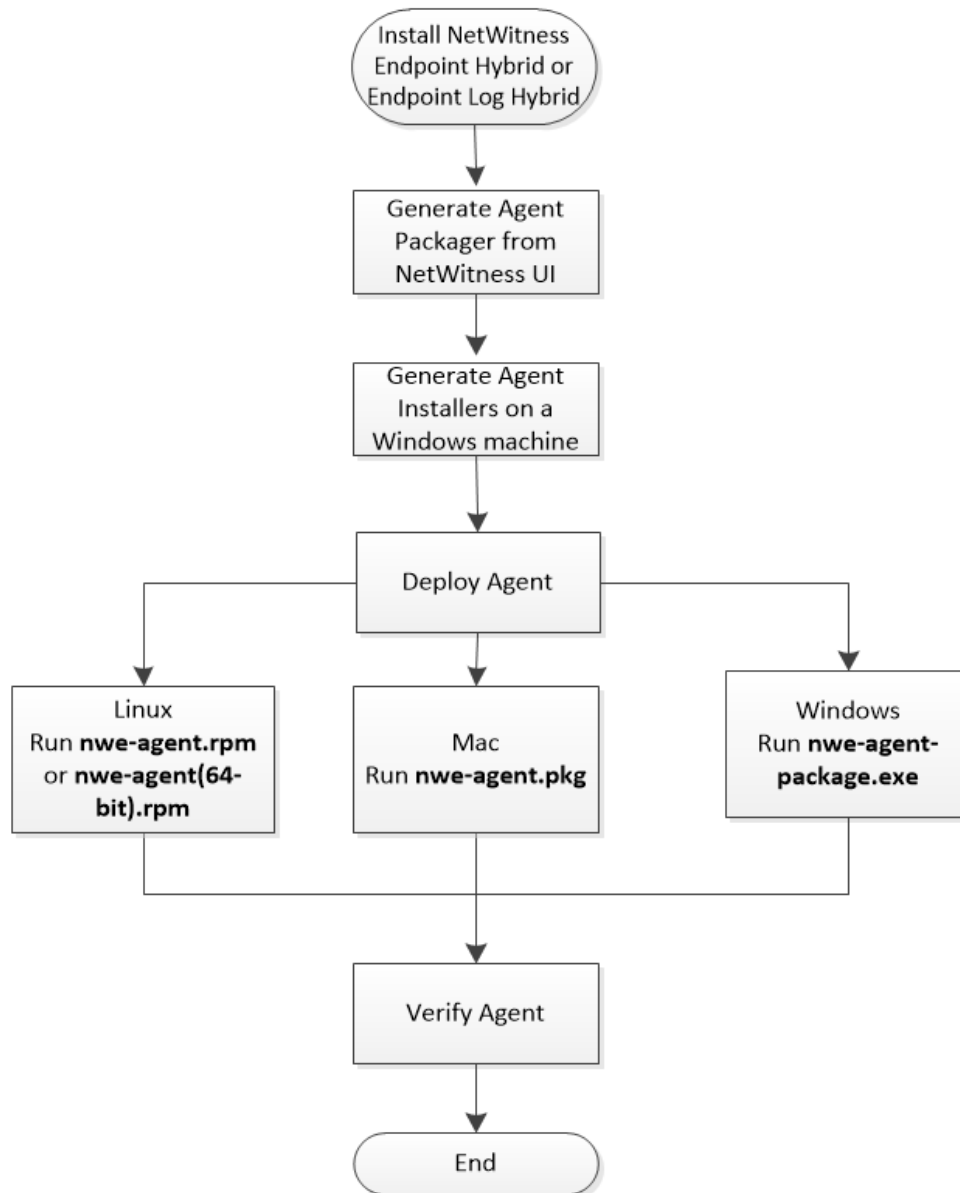 Install NetWitness
Endpoint Hybrid or
Endpoint Log Hybrid
Generate Agent
Packager from
NetWitness UI
Generate Agent
Installers on a
Windows machine
Deploy Agent
Linux
Run nwe-agent.rpm
or nwe-agent(64-
bit).rpm
Mac
Run nwe-agent.pkg
Windows
Run nwe-agent-
package.exe
Verify Agent
End